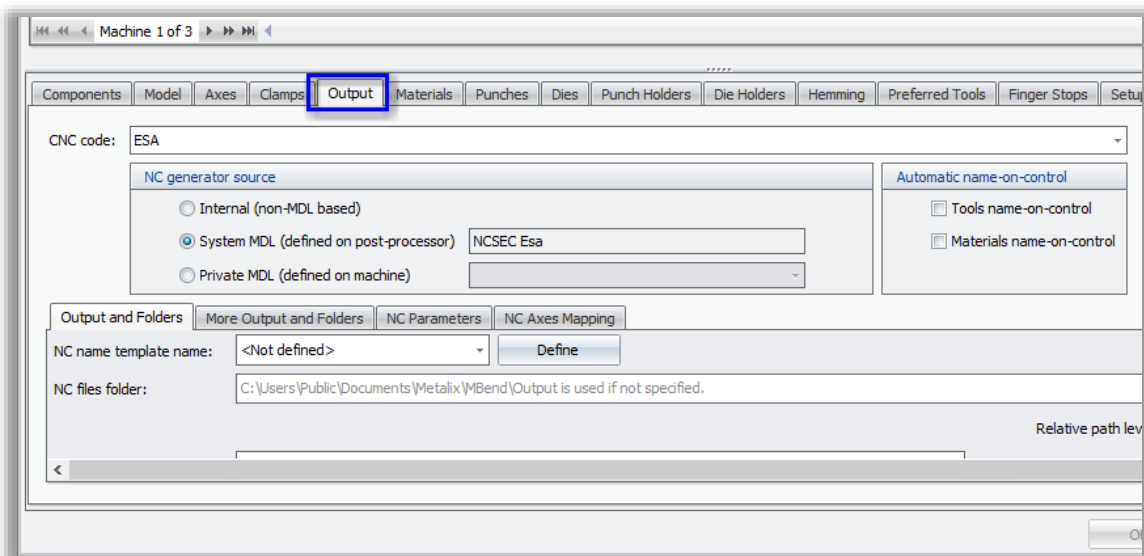 Machine 1 of 3
Components Model Axes Clamps Output Materials Punches Dies Punch Holders Die Holders Hemming Preferred Tools Finger Stops Setu
CNC code: ESA
NC generator source
Internal (non-MDL based)
System MDL (defined on post-processor) NCSEC Esa
Private MDL (defined on machine)
Automatic name-on-control
Tools name-on-control
Materials name-on-control
Output and Folders More Output and Folders NC Parameters NC Axes Mapping
NC name template name: <Not defined> Define
NC files folder: C:\Users\Public\Documents\Metalix\MBend\Output is used if not specified.
Relative path lev